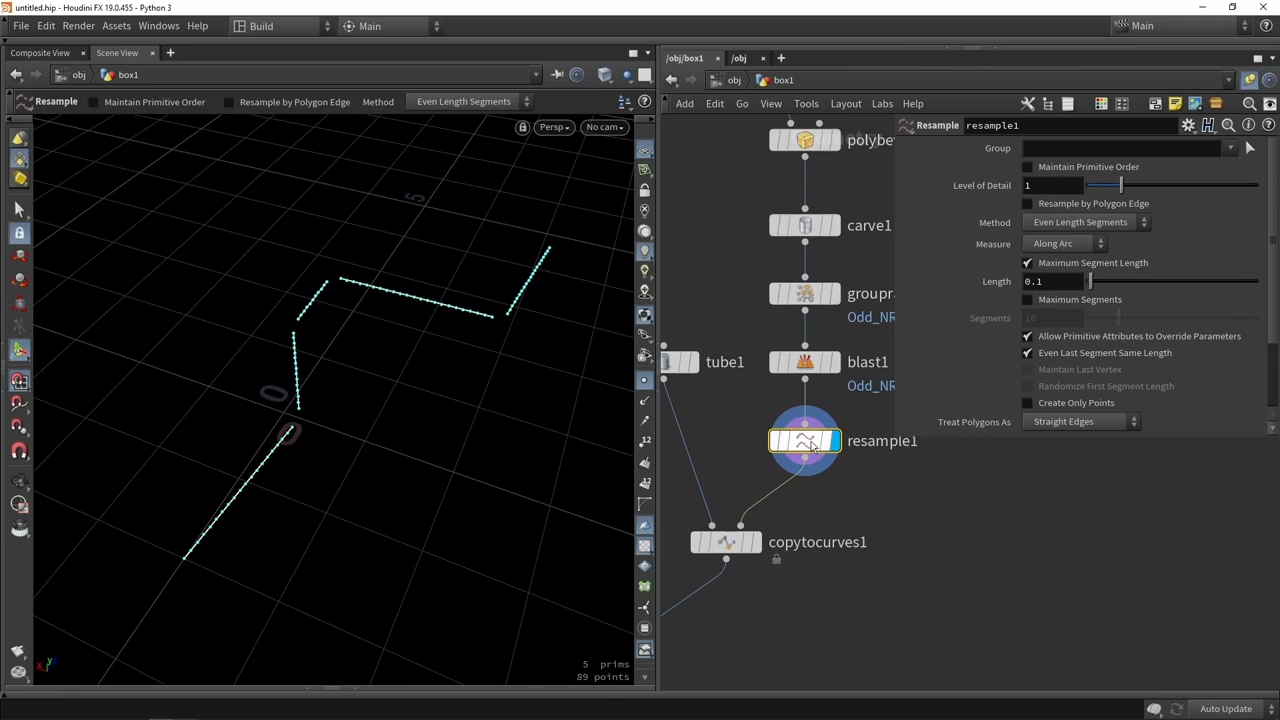 untitled.hip - Houdini FX 19.0.455 - Python 3
File Edit Render Assets Windows Help Build Main Main
Composite View Scene View
obj box1
Resample Maintain Primitive Order Resample by Polygon Edge Method Even Length Segments
Persp No cam
5
0
0
12
12
5 prims
89 points
/obj/box1 /obj
obj box1
Add Edit Go View Tools Layout Labs Help
polybe
carve1
groupr
Odd_NR
tube1
blast1
Odd_NR
resample1
copytocurves1
Resample resample1
Group
Maintain Primitive Order
Level of Detail 1
Resample by Polygon Edge
Method Even Length Segments
Measure Along Arc
Maximum Segment Length
Length 0.1
Maximum Segments
Segments 10
Allow Primitive Attributes to Override Parameters
Even Last Segment Same Length
Maintain Last Vertex
Randomize First Segment Length
Create Only Points
Treat Polygons As Straight Edges
x y
Auto Update